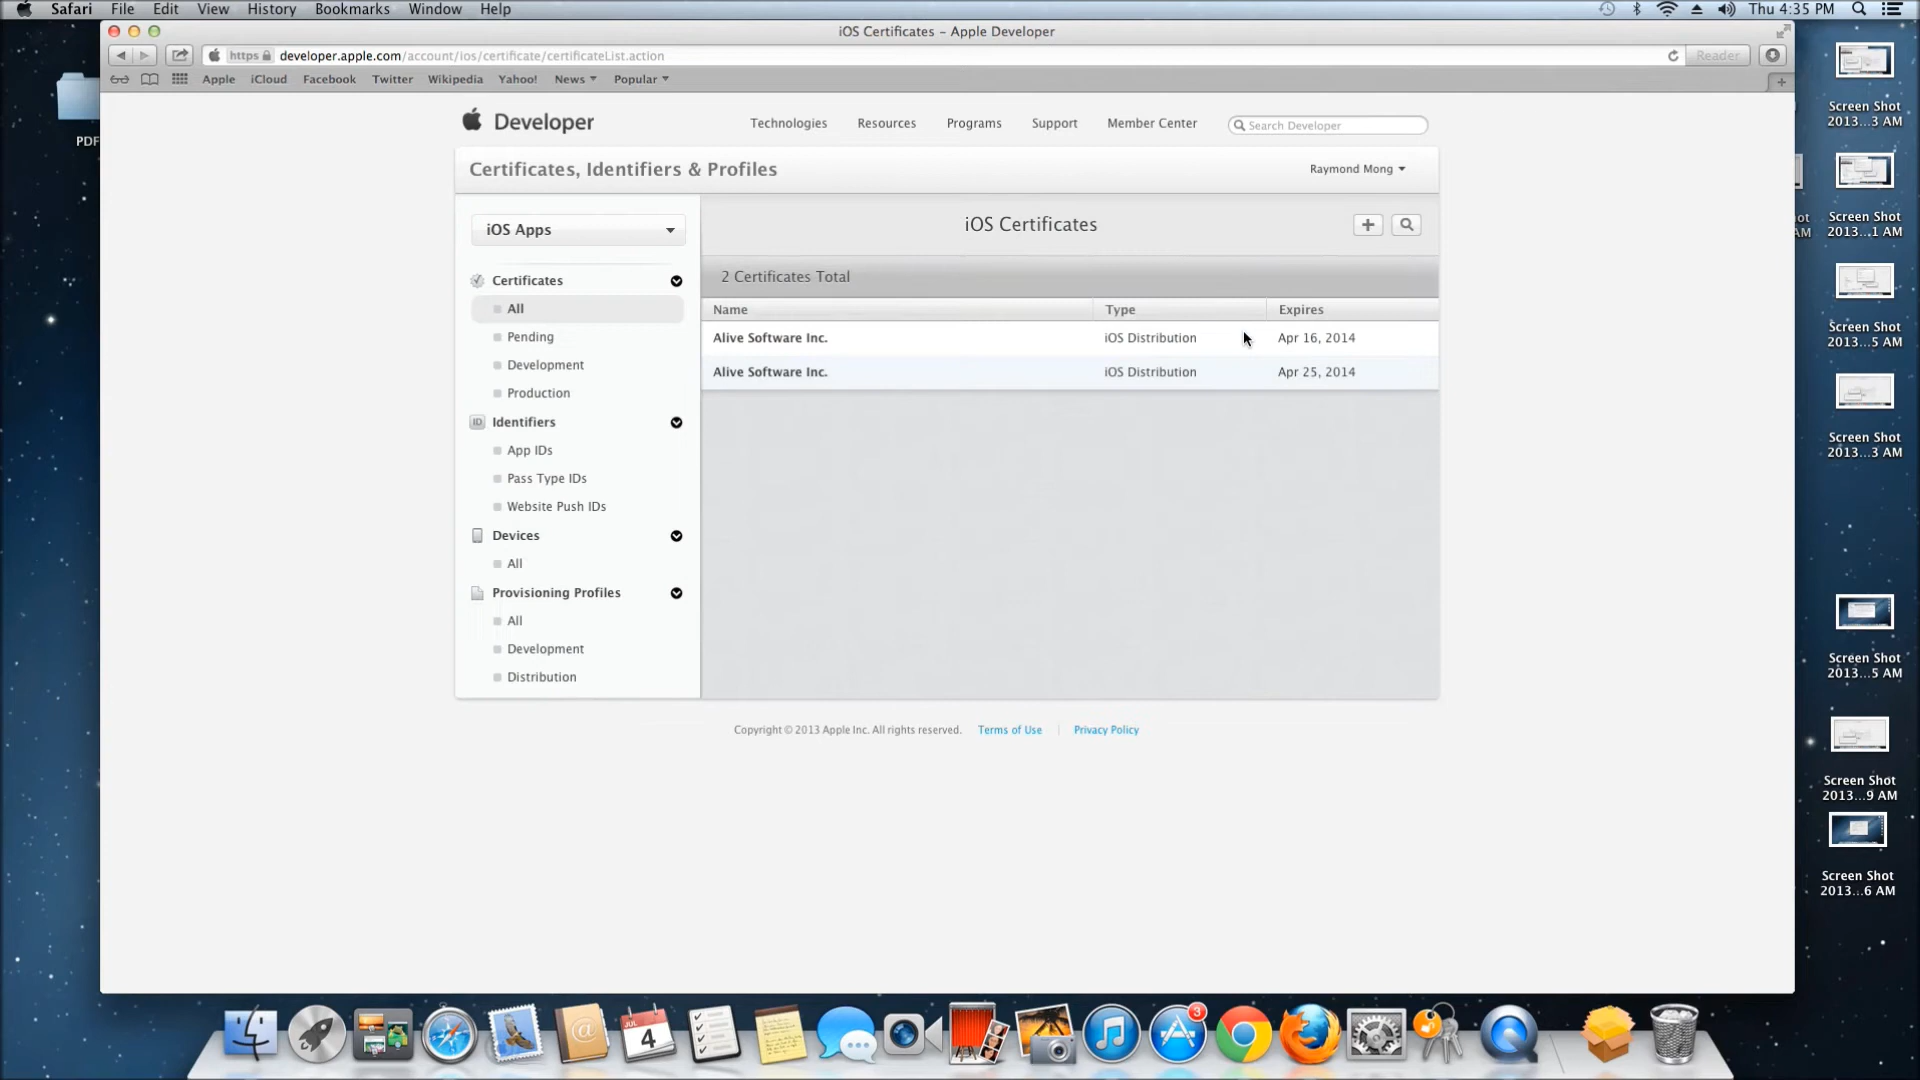 Safari File Edit View History Bookmarks Window Help Thu 4:35 PM
iOS Certificates – Apple Developer
https developer.apple.com/account/ios/certificate/certificateList.action Reader
Apple iCloud Facebook Twitter Wikipedia Yahoo! News Popular
Developer Technologies Resources Programs Support Member Center Search Developer
Certificates, Identifiers & Profiles Raymond Mong
iOS Apps
Certificates
All
Pending
Development
Production
ID Identifiers
App IDs
Pass Type IDs
Website Push IDs
Devices
All
Provisioning Profiles
All
Development
Distribution
iOS Certificates
2 Certificates Total
Name Type Expires
Alive Software Inc. iOS Distribution Apr 16, 2014
Alive Software Inc. iOS Distribution Apr 25, 2014
Copyright © 2013 Apple Inc. All rights reserved. Terms of Use Privacy Policy
PDF
Screen Shot
2013...3 AM
Screen Shot
2013...1 AM
ot
AM
Screen Shot
2013...5 AM
Screen Shot
2013...3 AM
Screen Shot
2013...5 AM
Screen Shot
2013...9 AM
Screen Shot
2013...6 AM
JUL
4
3